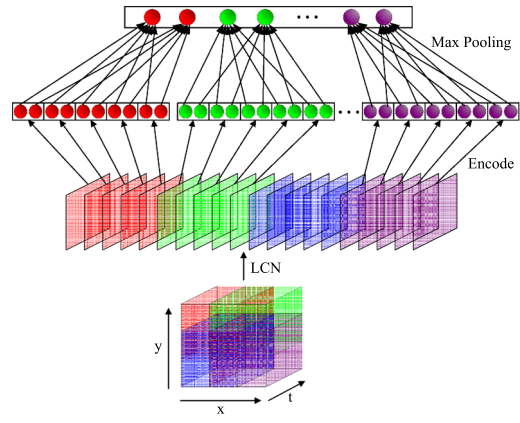 Max Pooling
Encode
LCN
y
t
x